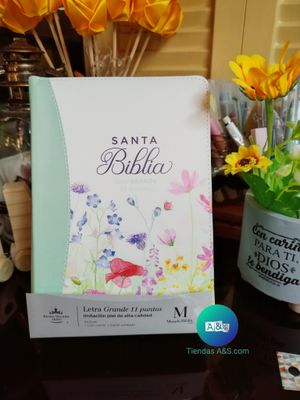 SANTA
Biblia
Letra Grande 11 puntos
imitación piel de alta calidad
M
Con cariño
PARA TI,
DIOS
te bendiga
A&S
Tiendas A&S.com